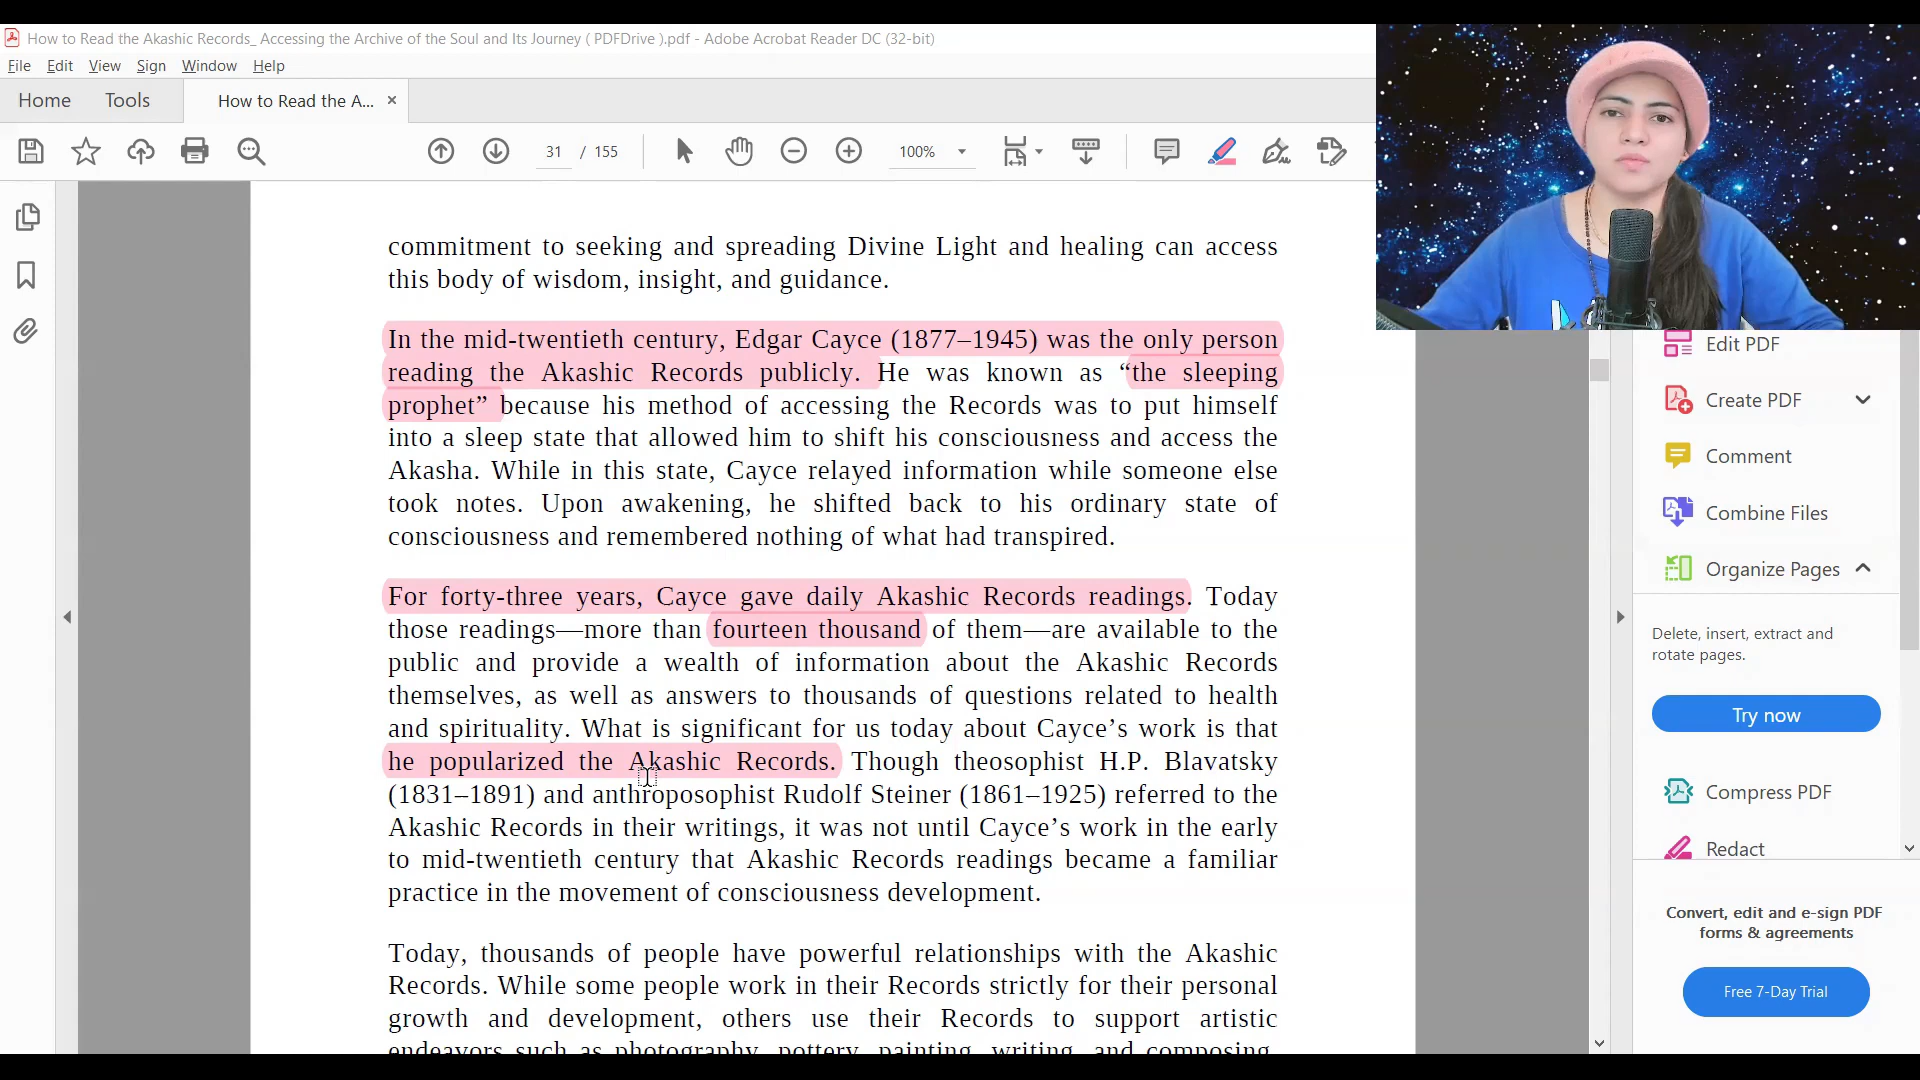 How to Read the Akashic Records_ Accessing the Archive of the Soul and Its Journey ( PDFDrive ).pdf - Adobe Acrobat Reader DC (32-bit)
File Edit View Sign Window Help
Home Tools How to Read the A... ×
31 / 155 100%
commitment to seeking and spreading Divine Light and healing can access
this body of wisdom, insight, and guidance.
In the mid-twentieth century, Edgar Cayce (1877–1945) was the only person
reading the Akashic Records publicly. He was known as “the sleeping
prophet” because his method of accessing the Records was to put himself
into a sleep state that allowed him to shift his consciousness and access the
Akasha. While in this state, Cayce relayed information while someone else
took notes. Upon awakening, he shifted back to his ordinary state of
consciousness and remembered nothing of what had transpired.
For forty-three years, Cayce gave daily Akashic Records readings. Today
those readings—more than fourteen thousand of them—are available to the
public and provide a wealth of information about the Akashic Records
themselves, as well as answers to thousands of questions related to health
and spirituality. What is significant for us today about Cayce’s work is that
he popularized the Akashic Records. Though theosophist H.P. Blavatsky
(1831–1891) and anthroposophist Rudolf Steiner (1861–1925) referred to the
Akashic Records in their writings, it was not until Cayce’s work in the early
to mid-twentieth century that Akashic Records readings became a familiar
practice in the movement of consciousness development.
Today, thousands of people have powerful relationships with the Akashic
Records. While some people work in their Records strictly for their personal
growth and development, others use their Records to support artistic
endeavors such as photography, pottery, painting, writing, and composing.
Edit PDF
Create PDF
Comment
Combine Files
Organize Pages
Delete, insert, extract and
rotate pages.
Try now
Compress PDF
Redact
Convert, edit and e-sign PDF
forms & agreements
Free 7-Day Trial